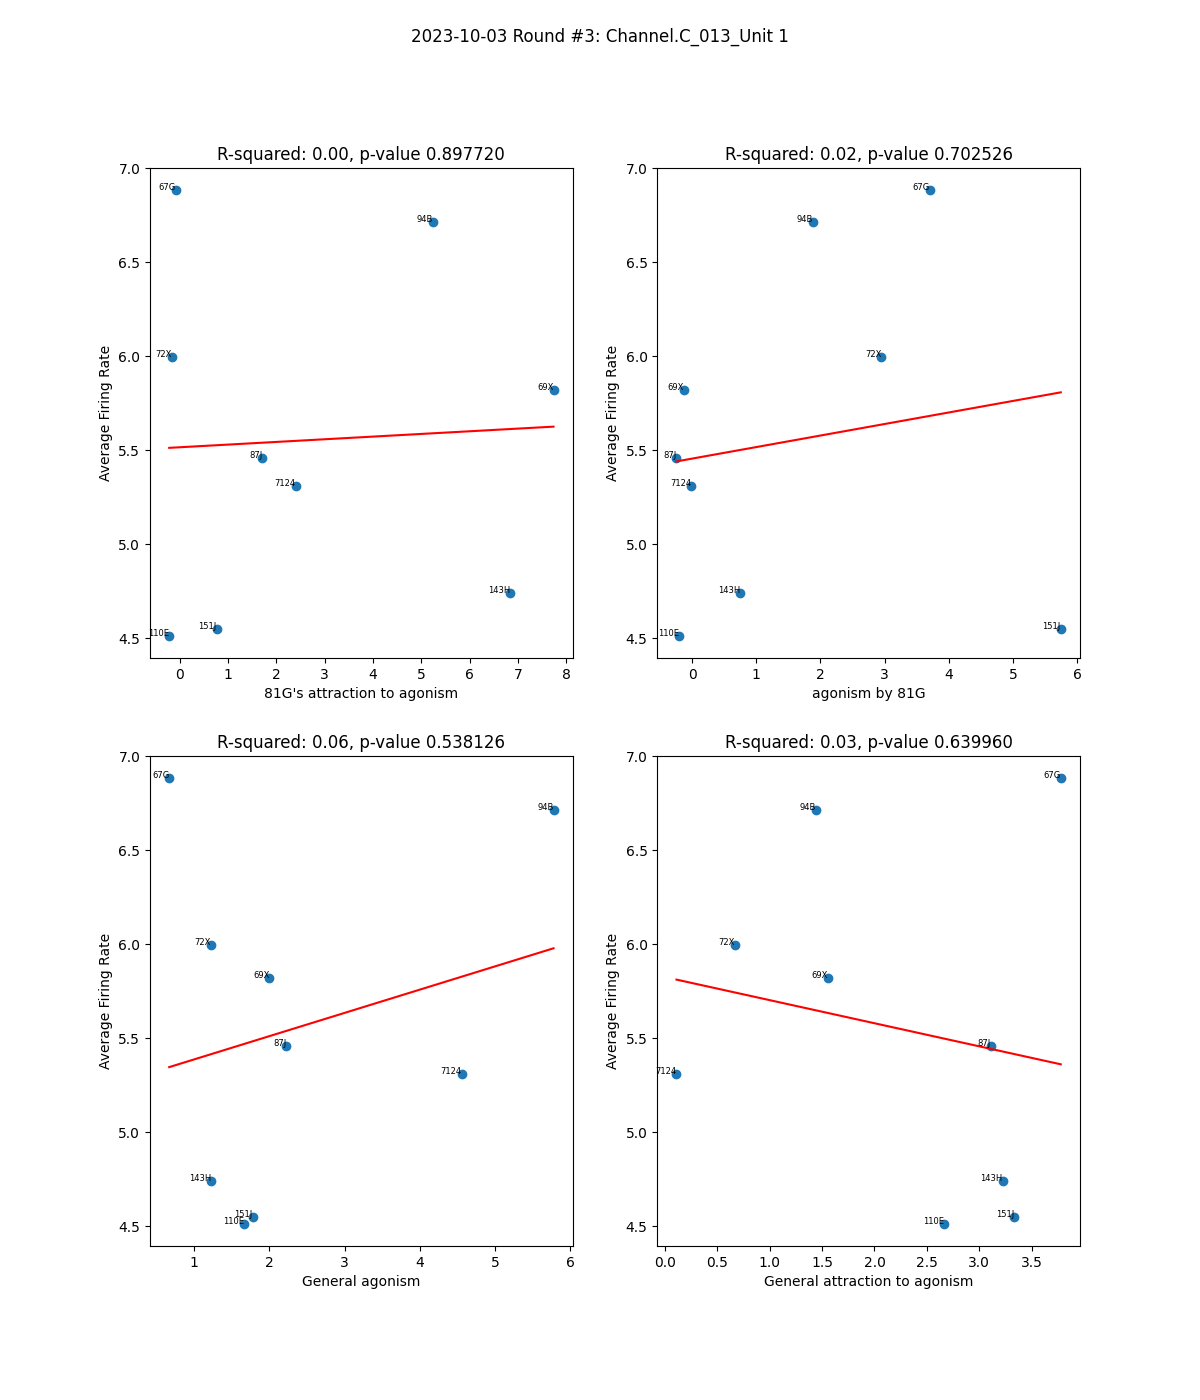 2023-10-03 Round #3: Channel.C_013_Unit 1
R-squared: 0.00, p-value 0.897720
7.0
6.5
6.0
5.5
5.0
4.5
Average Firing Rate
67G
94B
72X
69X
87J
7124
143H
151J
110E
0 1 2 3 4 5 6 7 8
81G's attraction to agonism
R-squared: 0.02, p-value 0.702526
7.0
6.5
6.0
5.5
5.0
4.5
Average Firing Rate
67G
94B
72X
69X
87J
7124
143H
151J
110E
0 1 2 3 4 5 6
agonism by 81G
R-squared: 0.06, p-value 0.538126
7.0
6.5
6.0
5.5
5.0
4.5
Average Firing Rate
67G
94B
72X
69X
87J
7124
143H
151J
110E
1 2 3 4 5 6
General agonism
R-squared: 0.03, p-value 0.639960
7.0
6.5
6.0
5.5
5.0
4.5
Average Firing Rate
67G
94B
72X
69X
87J
7124
143H
151J
110E
0.0 0.5 1.0 1.5 2.0 2.5 3.0 3.5
General attraction to agonism